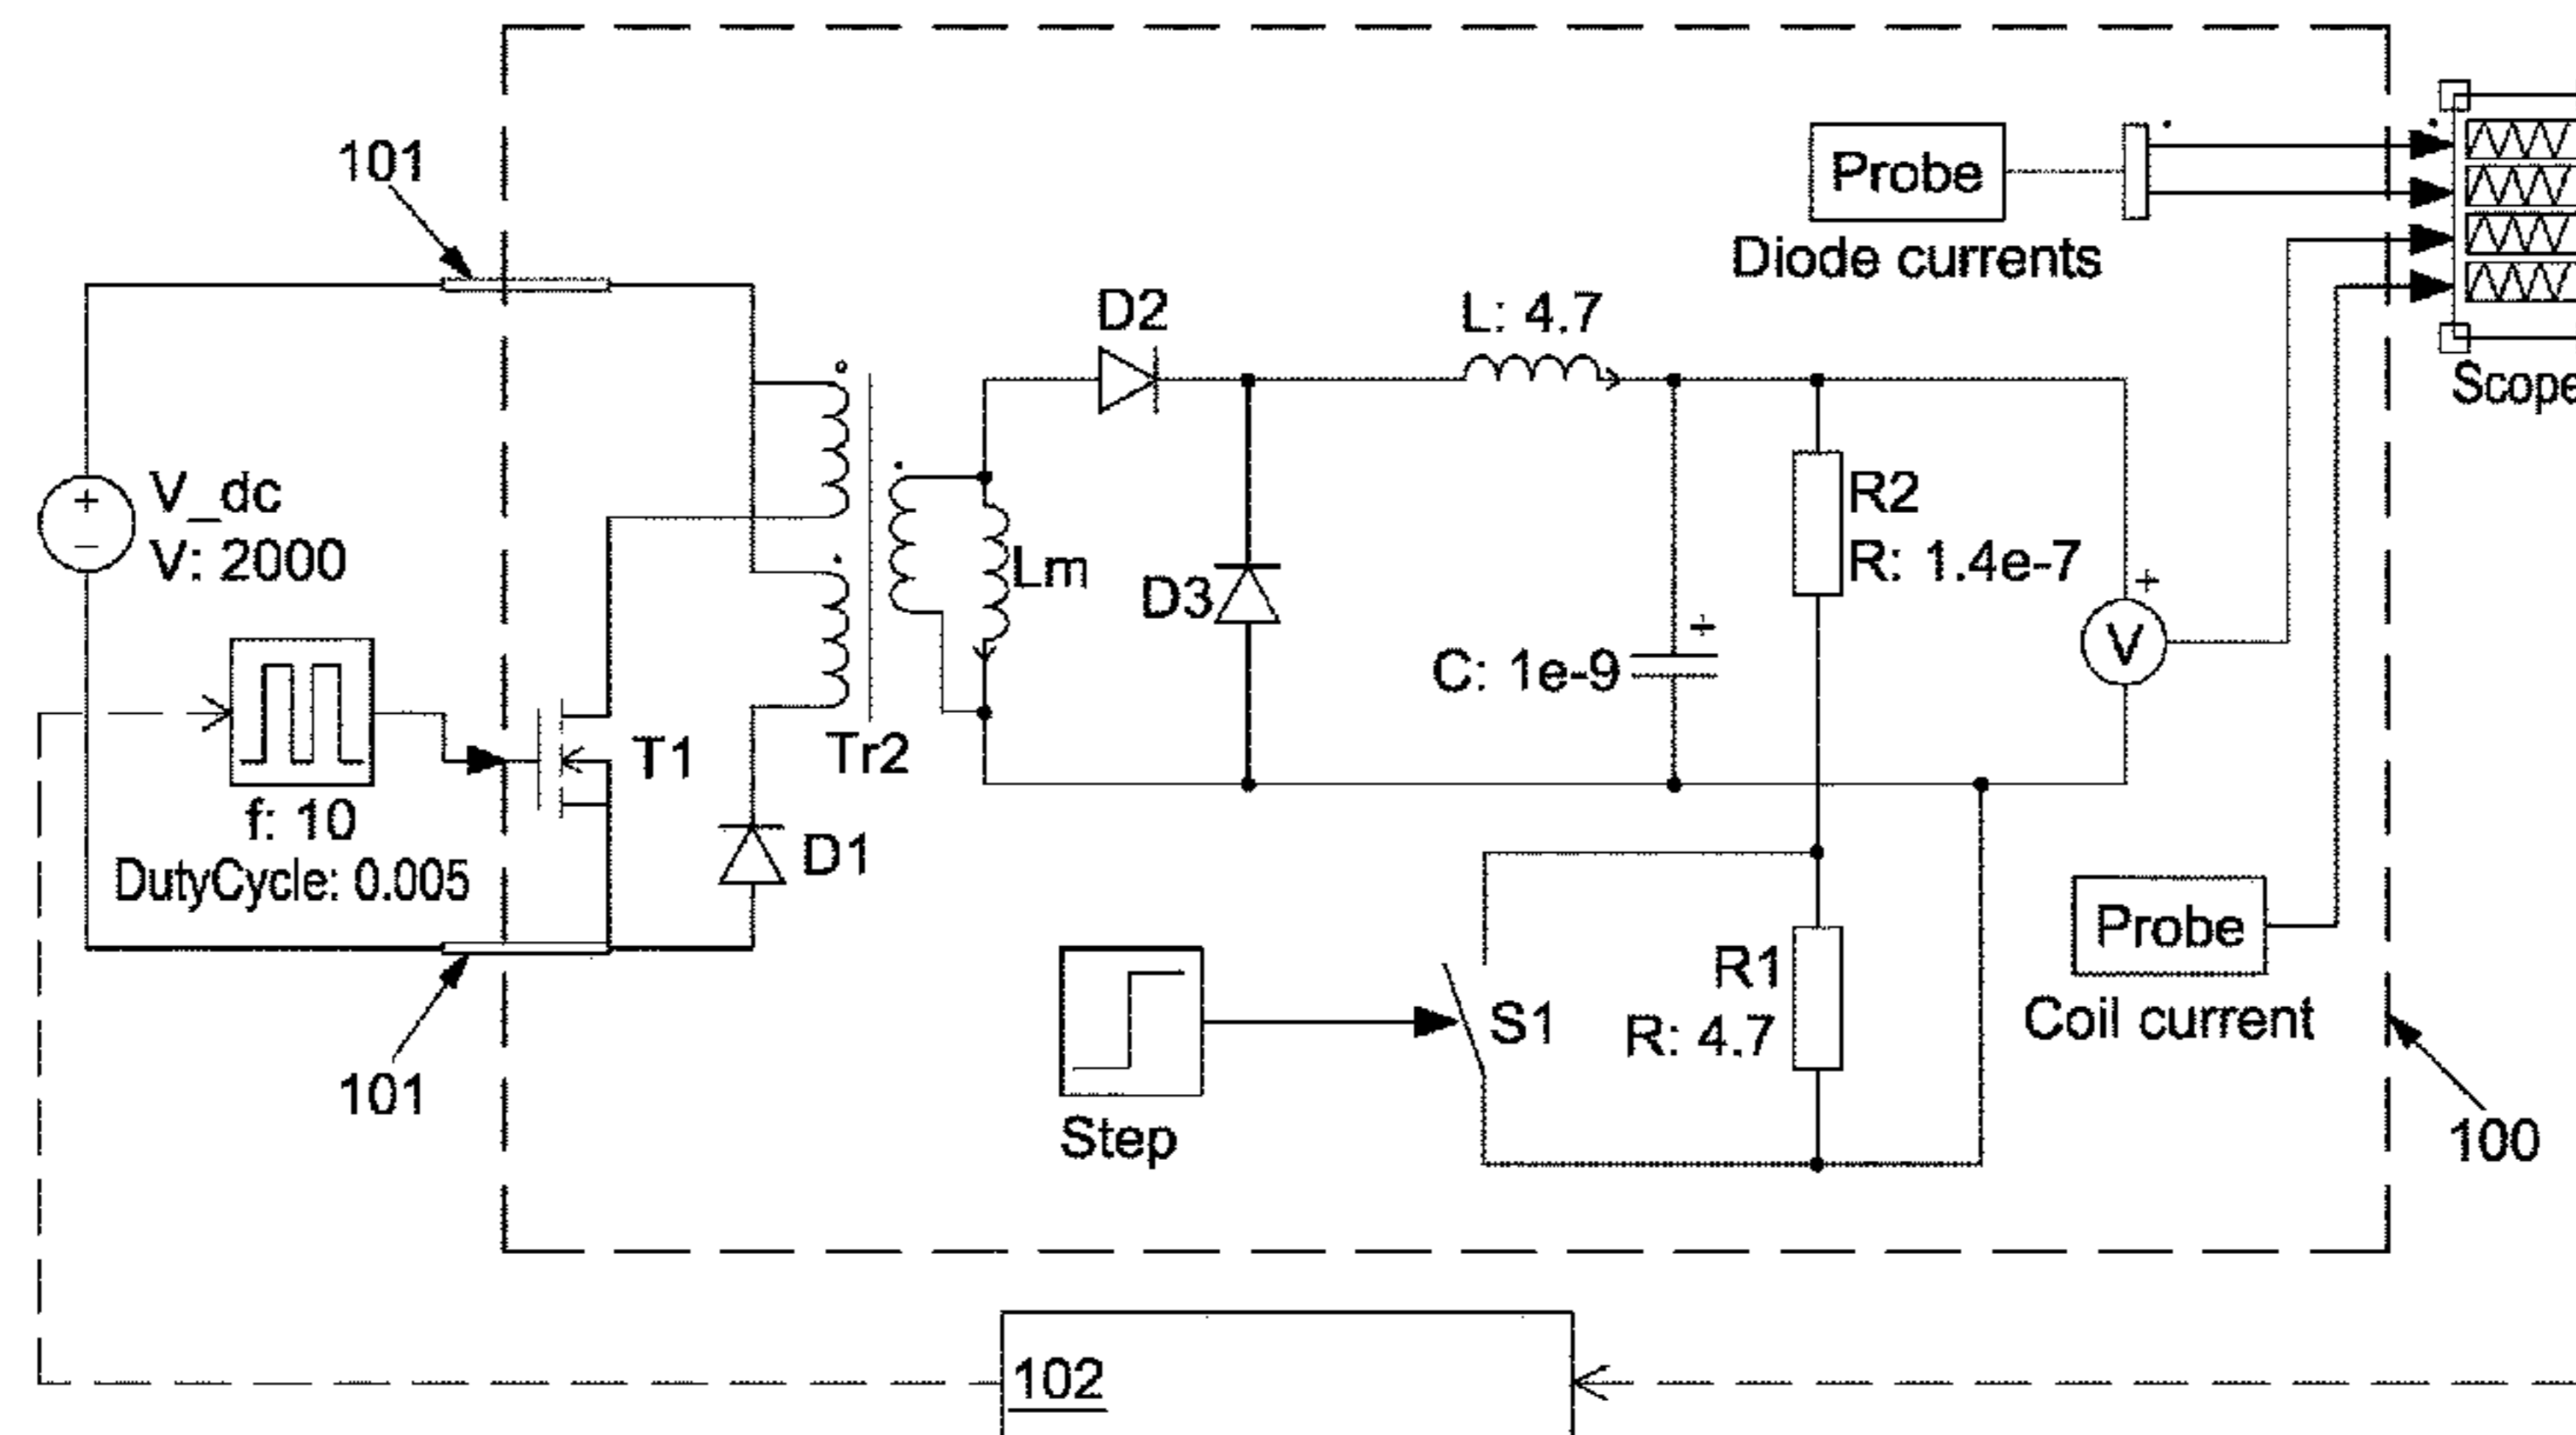 101
Probe
Diode currents
Scope
D2
L: 4.7
V_dc
V: 2000
+
−
R2
R: 1.4e-7
Lm
D3
+
+
V
C: 1e-9
T1
Tr2
f: 10
DutyCycle: 0.005
D1
Probe
Coil current
R1
R: 4.7
S1
Step
101
100
102